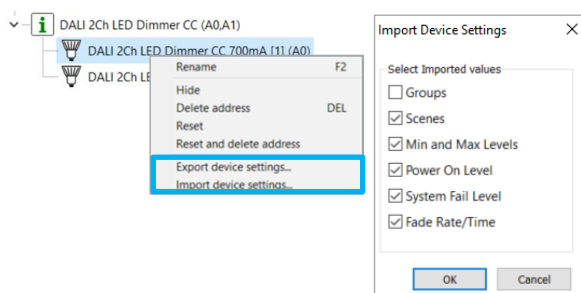 DALI 2Ch LED Dimmer CC (A0,A1)
DALI 2Ch LED Dimmer CC 700mA [1] (A0)
DALI 2Ch LE
Rename F2
Hide
Delete address DEL
Reset
Reset and delete address
Export device settings...
Import device settings...
Import Device Settings
Select Imported values
Groups
Scenes
Min and Max Levels
Power On Level
System Fail Level
Fade Rate/Time
OK Cancel